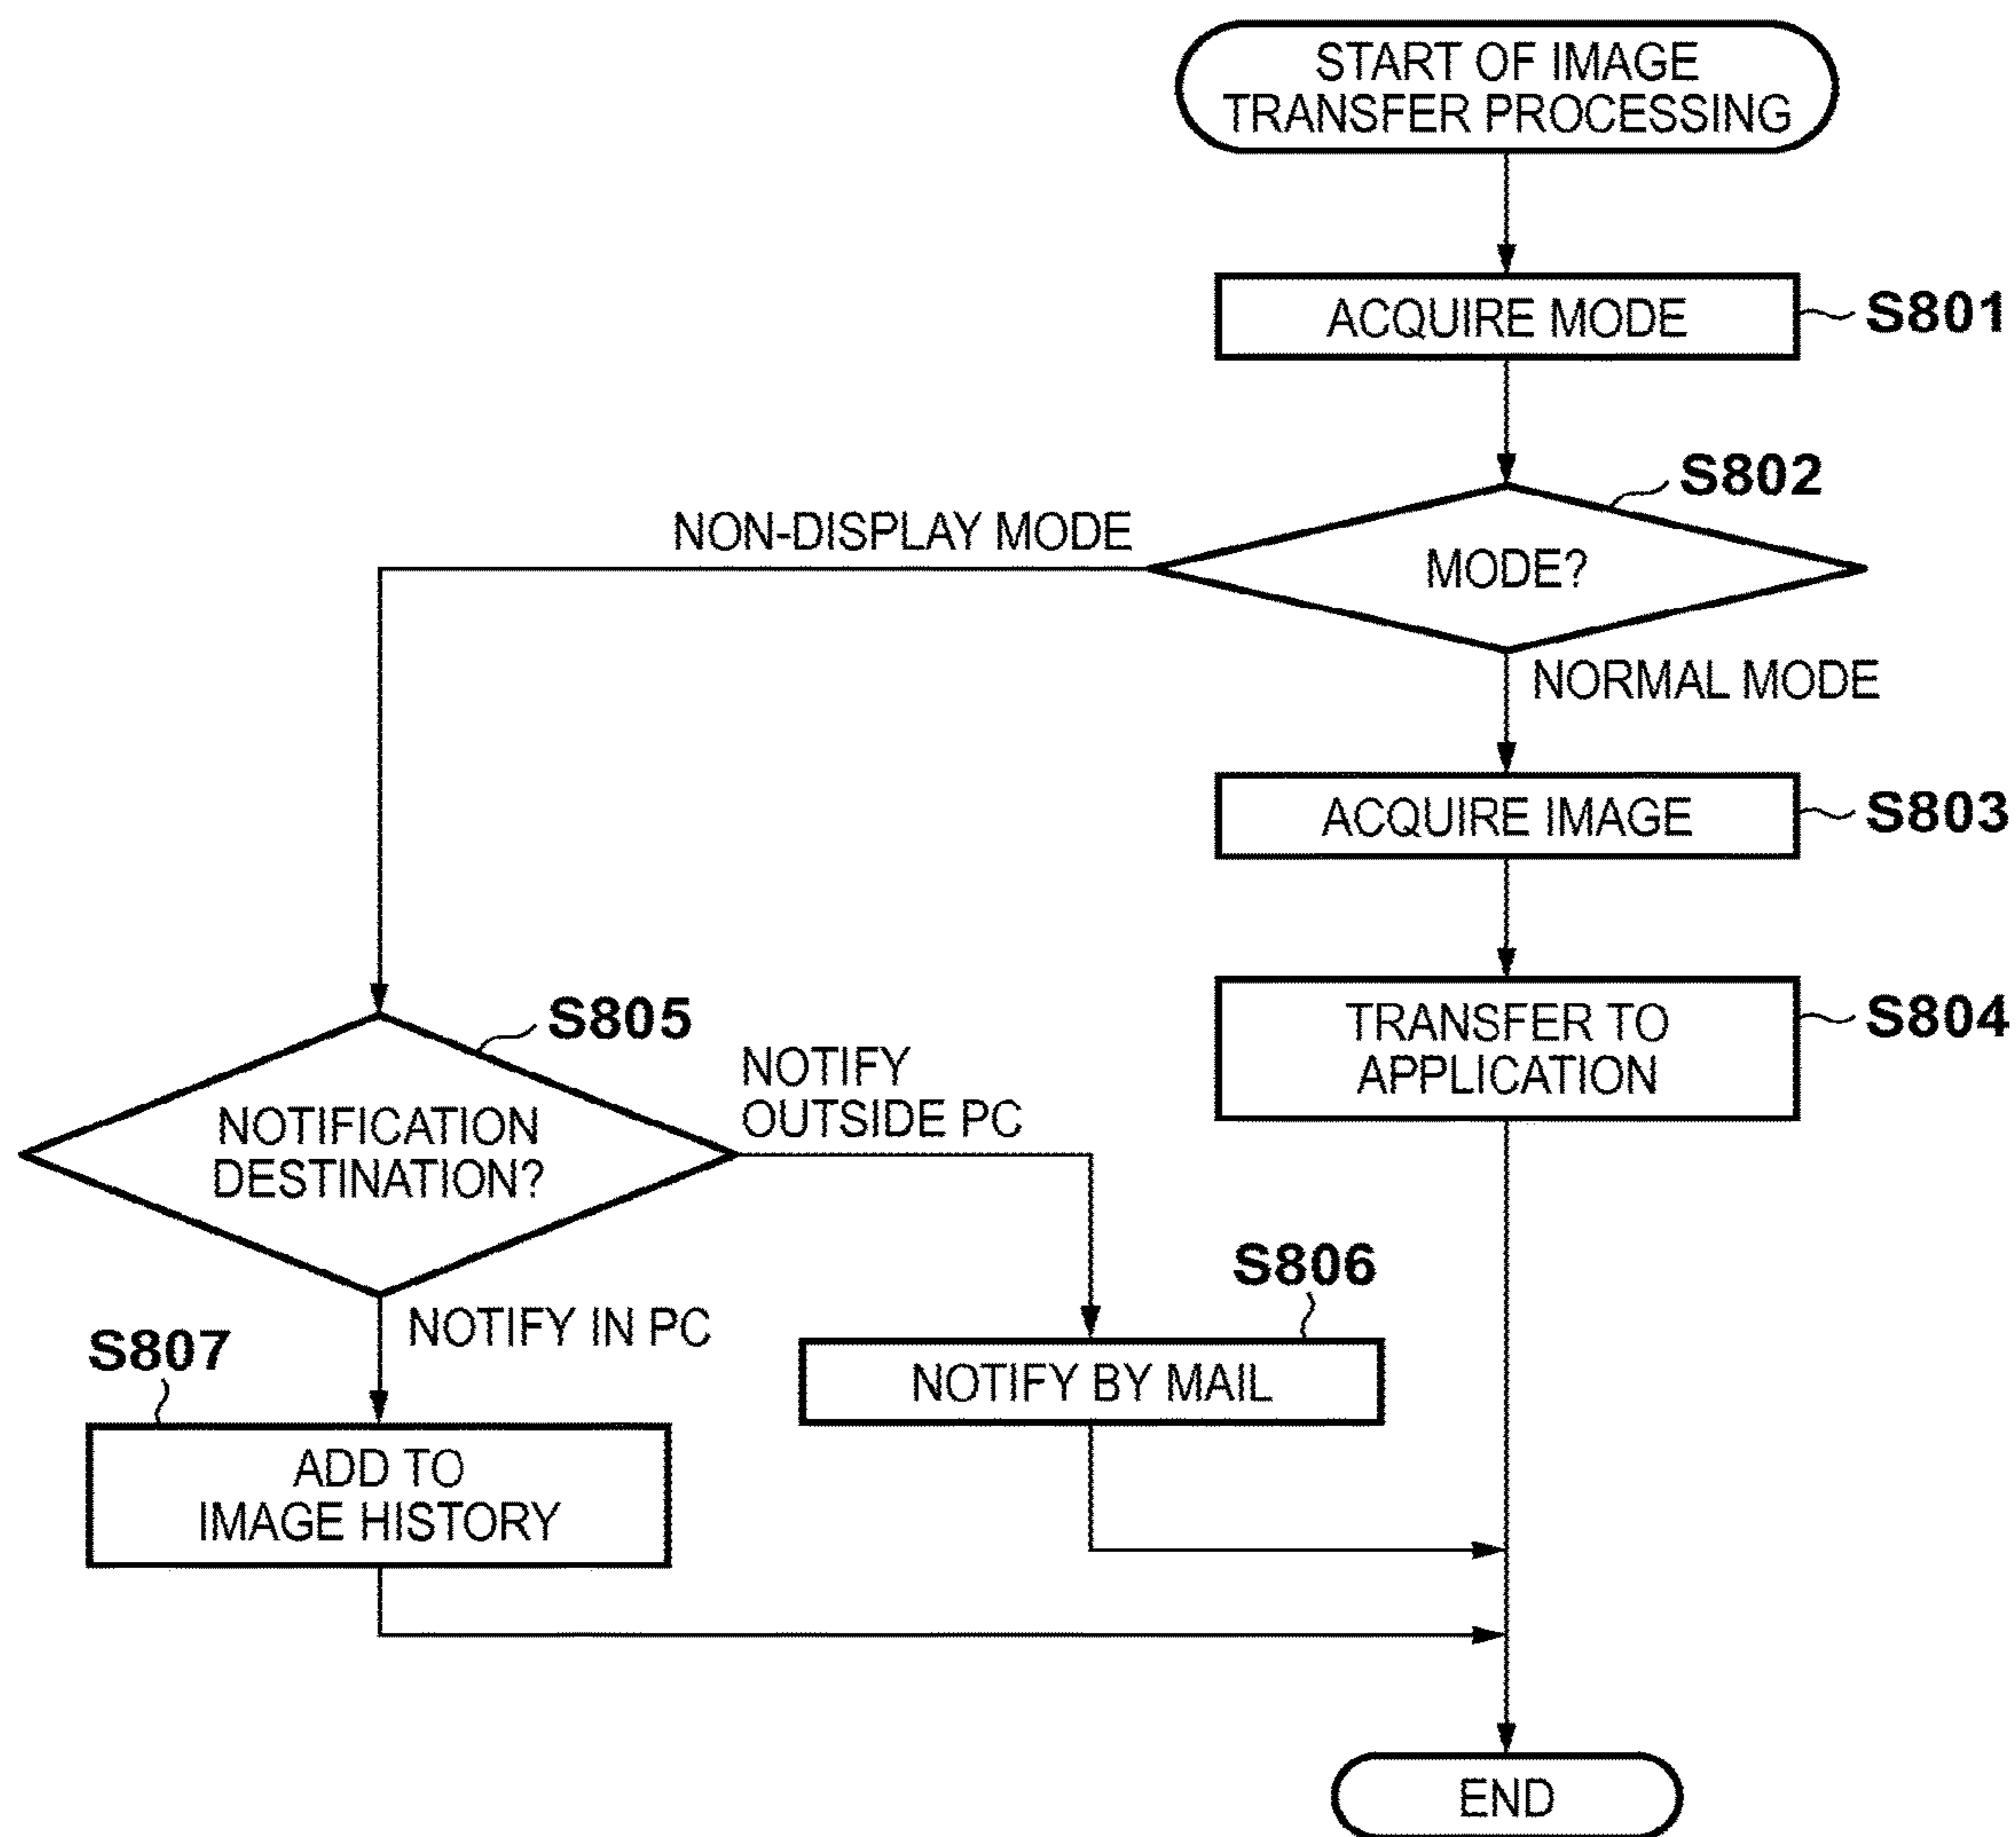 START OF IMAGE
TRANSFER PROCESSING
ACQUIRE MODE
S801
S802
NON-DISPLAY MODE
MODE?
NORMAL MODE
ACQUIRE IMAGE
S803
TRANSFER TO
APPLICATION
S804
S805
NOTIFICATION
DESTINATION?
NOTIFY
OUTSIDE PC
S806
NOTIFY BY MAIL
NOTIFY IN PC
S807
ADD TO
IMAGE HISTORY
END